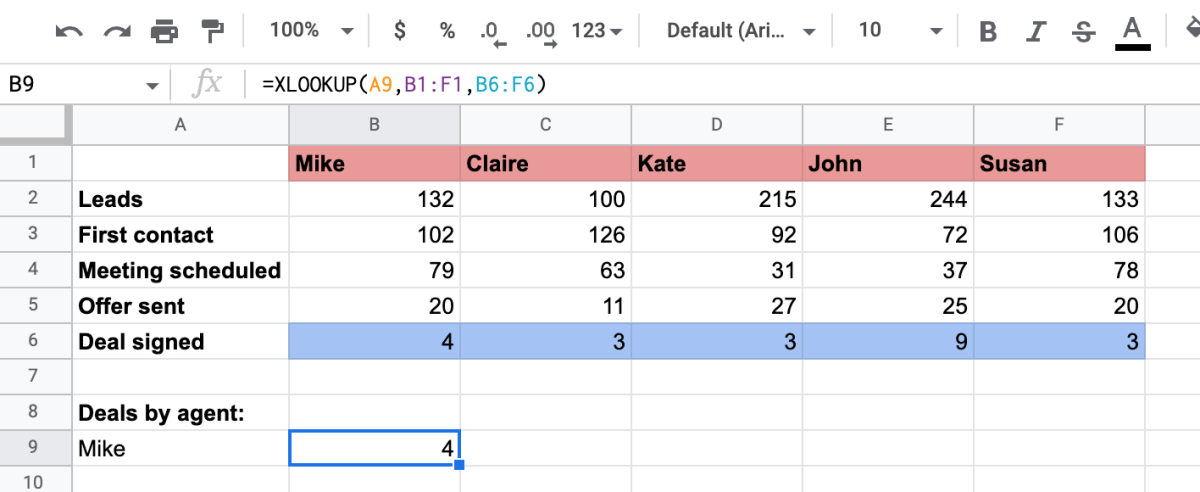 100% $ % .0 .00 123 Default (Ari... 10 B I S A
B9 fx =XLOOKUP(A9,B1:F1,B6:F6)
A B C D E F
1 Mike Claire Kate John Susan
2 Leads 132 100 215 244 133
3 First contact 102 126 92 72 106
4 Meeting scheduled 79 63 31 37 78
5 Offer sent 20 11 27 25 20
6 Deal signed 4 3 3 9 3
7
8 Deals by agent:
9 Mike 4
10